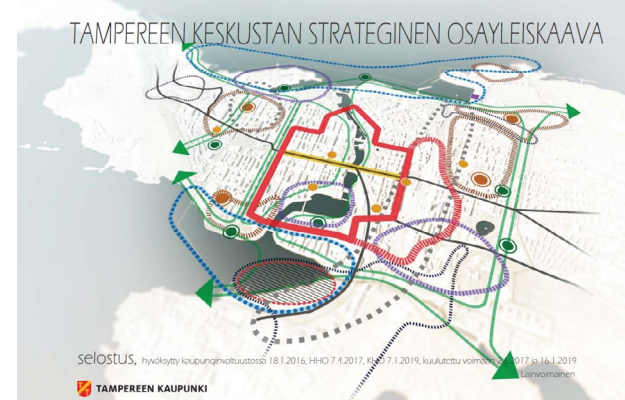 TAMPEREEN KESKUSTAN STRATEGINEN OSAYLEISKAAVA
selostus, hyväksytty kaupunginvaltuustossa 18.1.2016, HHO 7.4.2017, KHO 7.1.2019, kuulutettu voimaan 2017 ja 16.1.2019
Lainvoimainen
TAMPEREEN KAUPUNKI